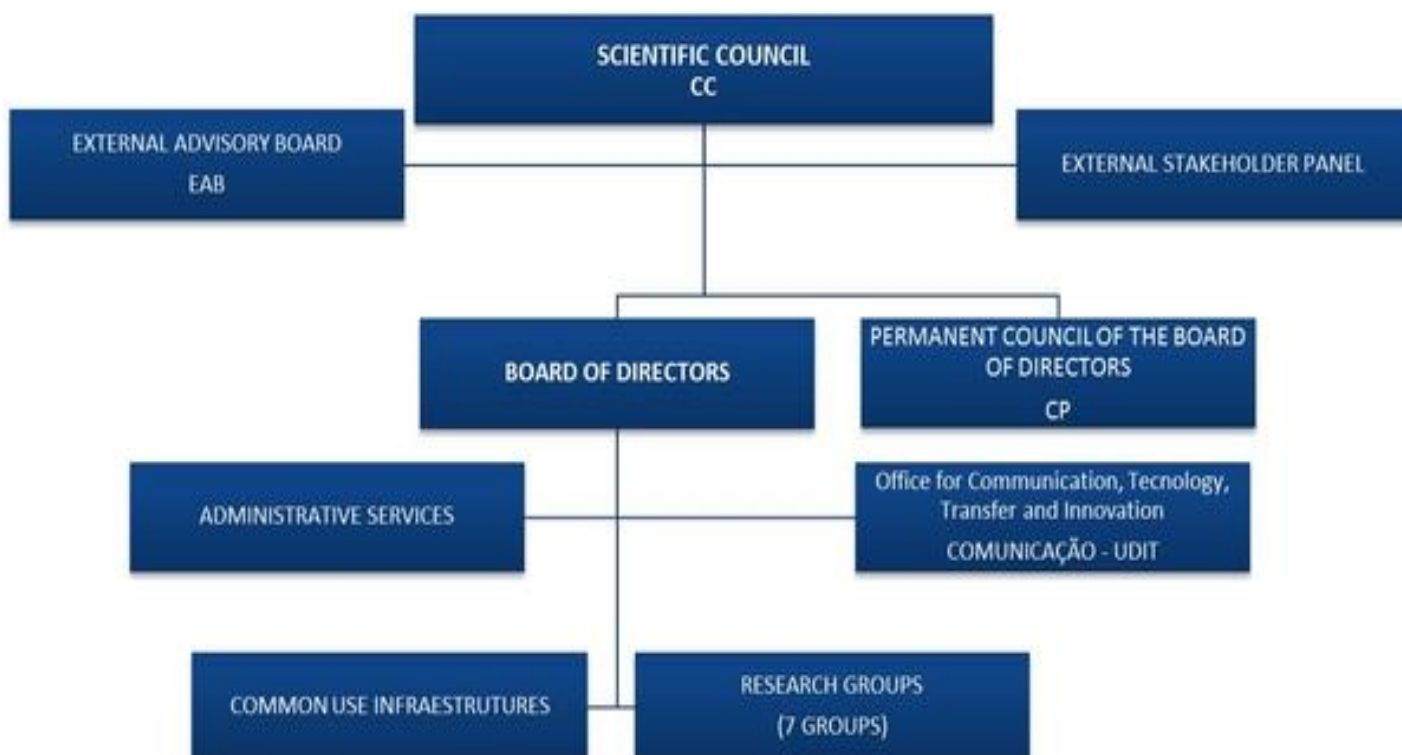 SCIENTIFIC COUNCIL
CC
EXTERNAL ADVISORY BOARD
EAB
EXTERNAL STAKEHOLDER PANEL
BOARD OF DIRECTORS
PERMANENT COUNCIL OF THE BOARD
OF DIRECTORS
CP
ADMINISTRATIVE SERVICES
Office for Communication, Tecnology,
Transfer and Innovation
COMUNICAÇÃO - UDIT
COMMON USE INFRAESTRUTURES
RESEARCH GROUPS
(7 GROUPS)